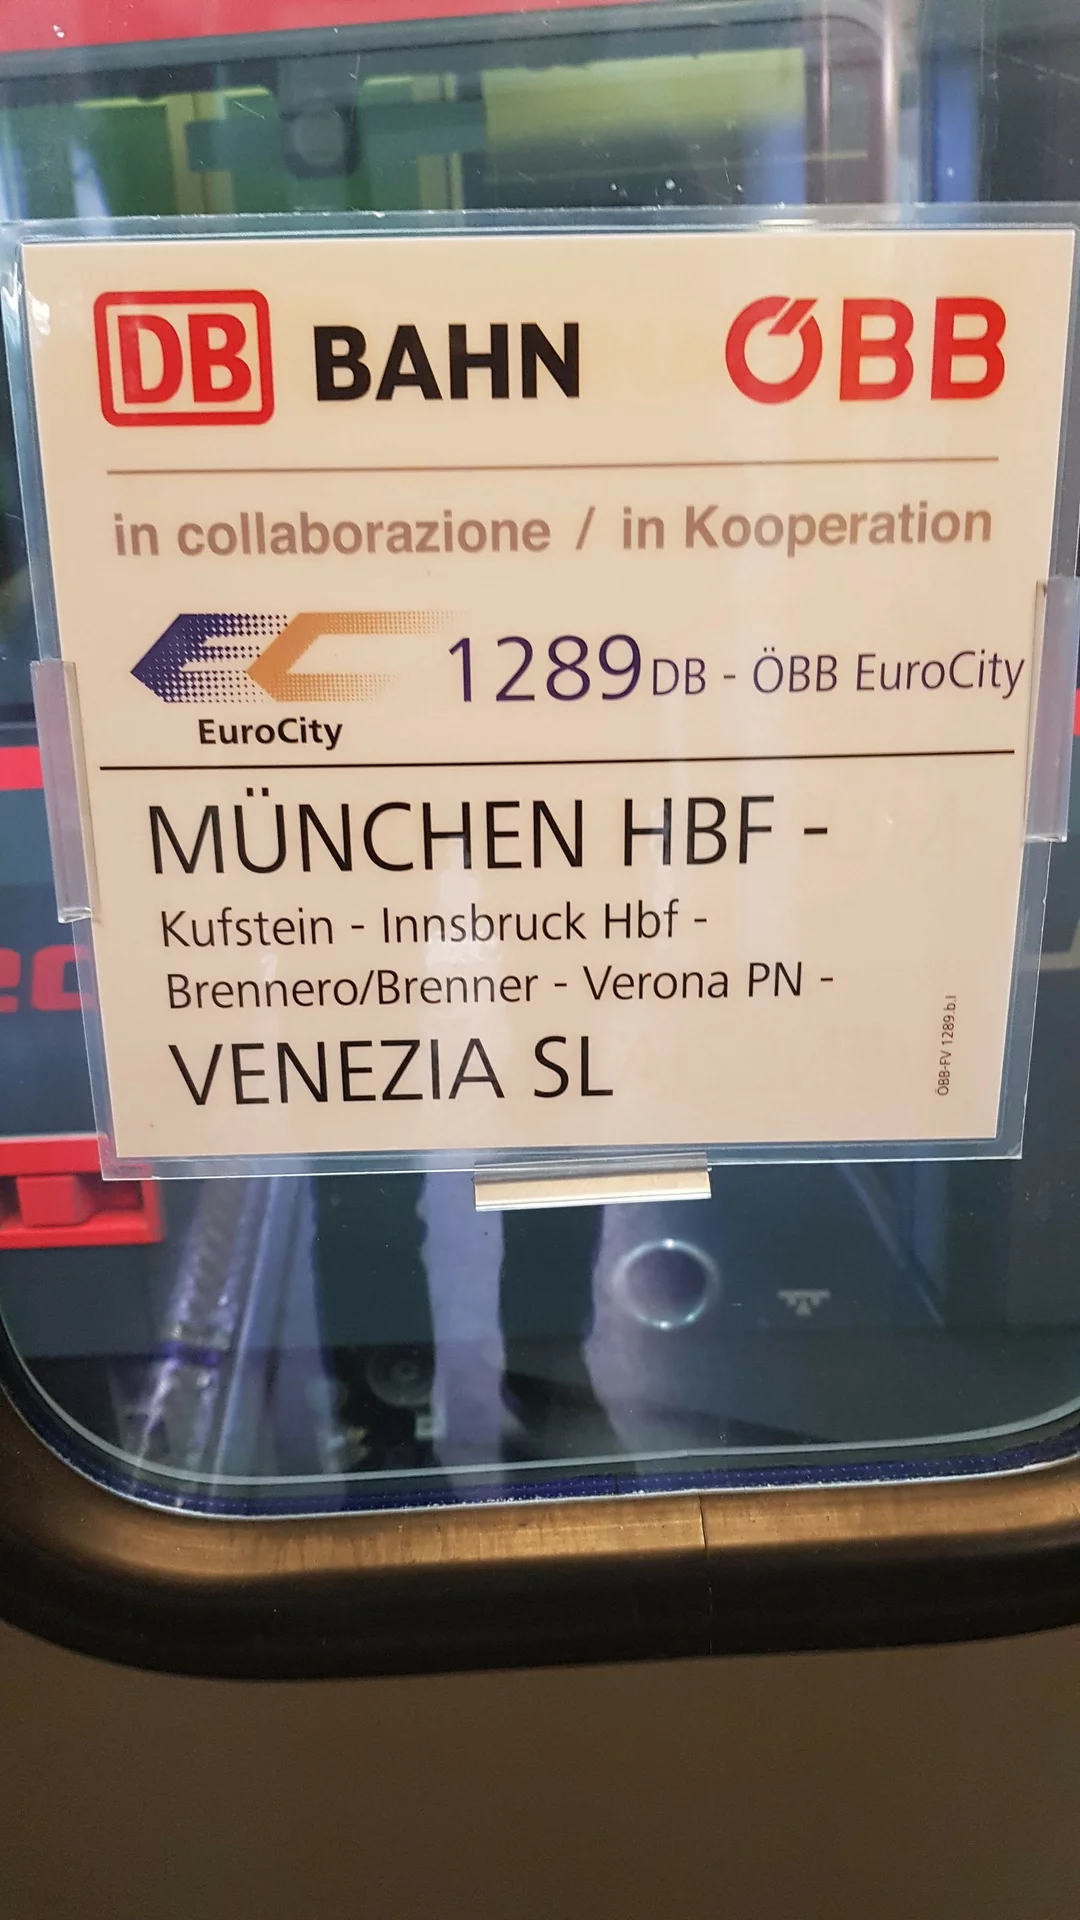 DB BAHN ÖBB
in collaborazione / in Kooperation
EC 1289 DB - ÖBB EuroCity
EuroCity
MÜNCHEN HBF -
Kufstein - Innsbruck Hbf -
Brennero/Brenner - Verona PN -
VENEZIA SL
ÖBB-FV 1289.b.I